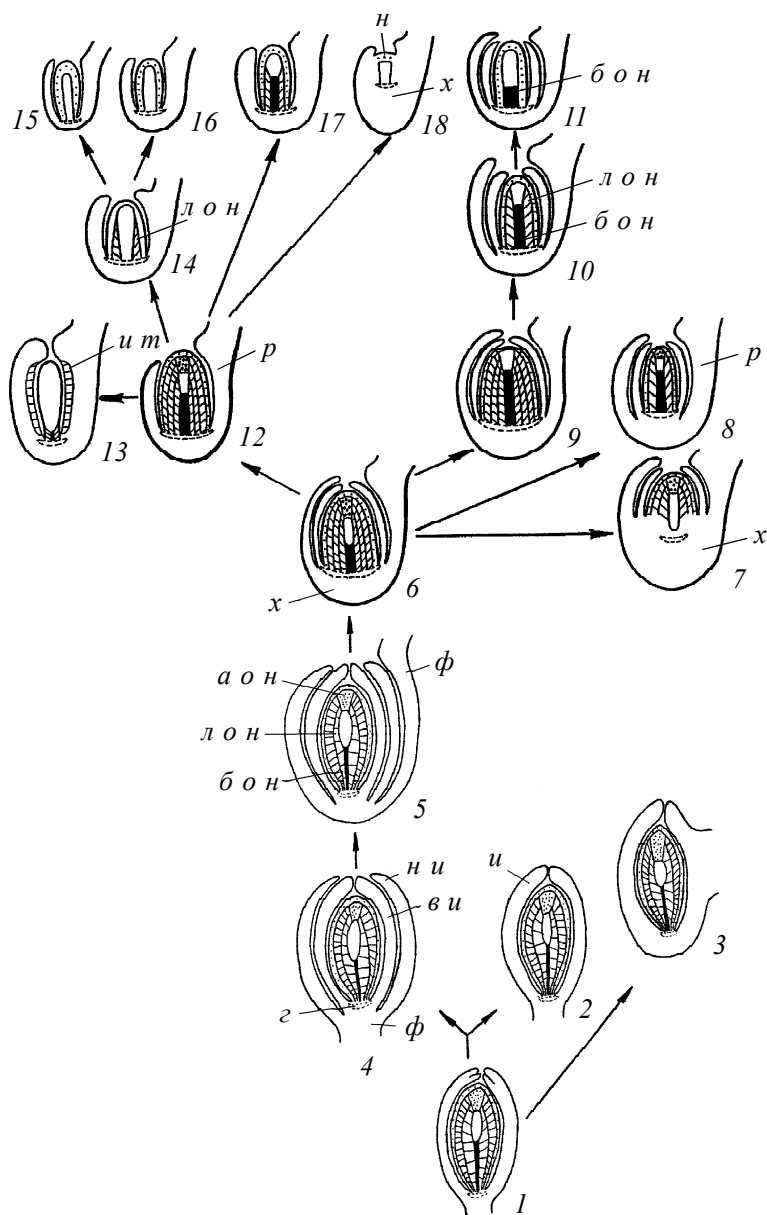 н
х
б о н
15
16
17
18
11
л о н
л о н
б о н
14
10
и т
р
р
13
12
9
8
х
7
х
6
ф
а о н
л о н
б о н
5
н и
и
в и
3
2
г
ф
4
1